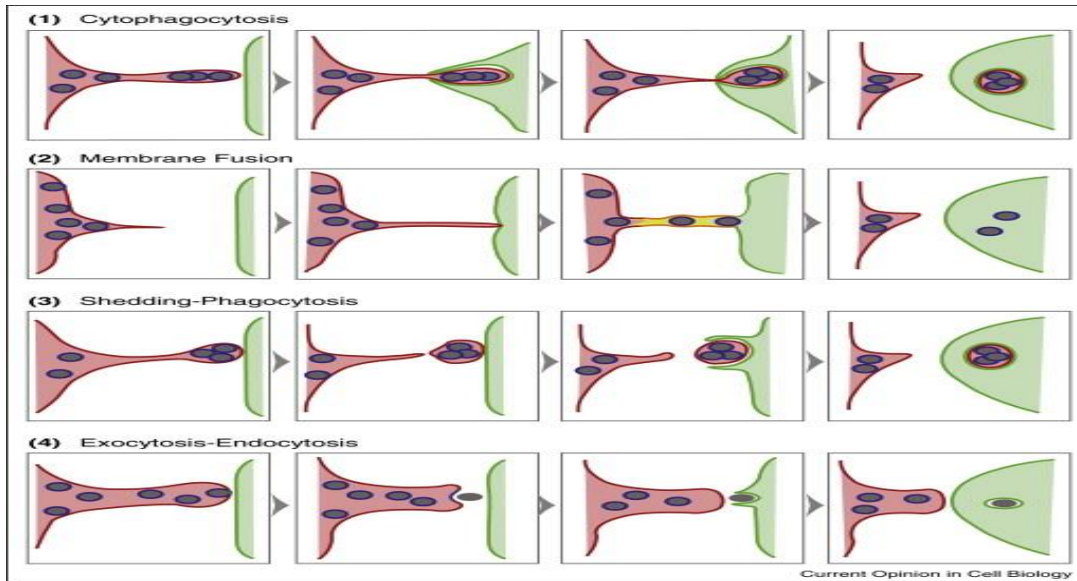 (1) Cytophagocytosis
(2) Membrane Fusion
(3) Shedding-Phagocytosis
(4) Exocytosis-Endocytosis
Current Opinion in Cell Biology